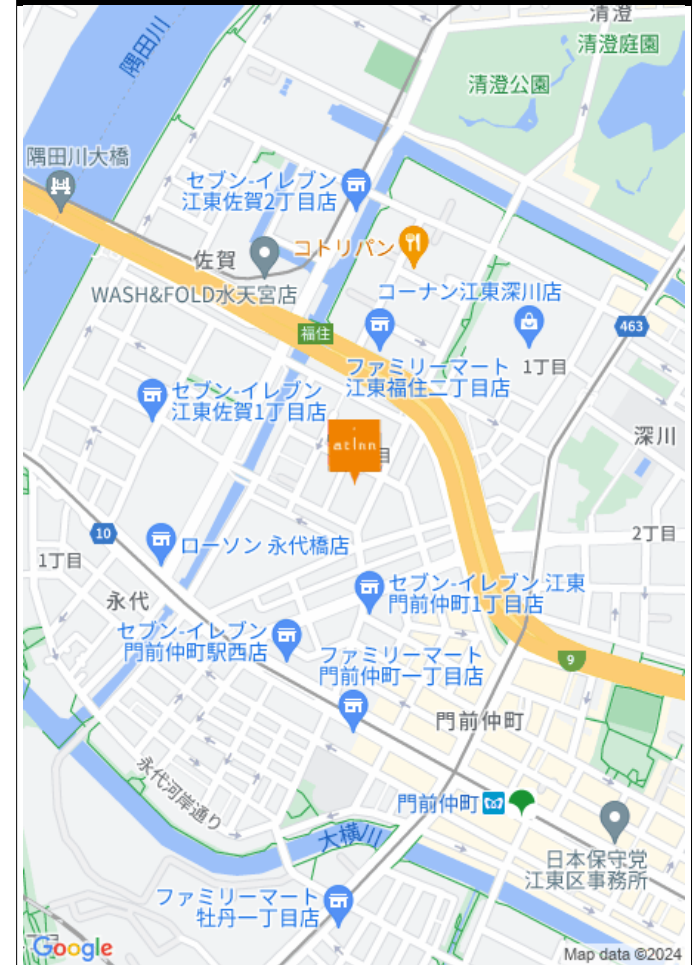 清澄
隅田川
清澄庭園
清澄公園
隅田川大橋
セブン-イレブン
江東佐賀2丁目店
佐賀
コトリパン
WASH&FOLD水天宮店
コーナン江東深川店
福住
463
ファミリーマート
江東福住二丁目店
1丁目
セブン-イレブン
江東佐賀1丁目店
at Inn
目
深川
10
ローソン 永代橋店
2丁目
1丁目
セブン-イレブン 江東
門前仲町1丁目店
永代
セブン-イレブン
門前仲町駅西店
ファミリーマート
門前仲町一丁目店
9
門前仲町
永代河岸通り
門前仲町
大横川
日本保守党
江東区事務所
ファミリーマート
牡丹一丁目店
Google
Map data ©2024